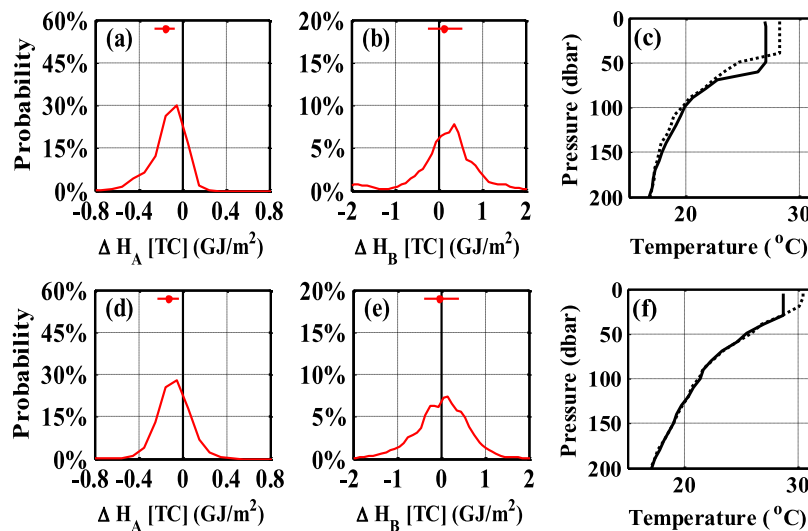 60%
45%
30%
15%
0%
Probability
(a)
-0.8 -0.4 0 0.4 0.8
Δ H_A [TC] (GJ/m²)
20%
15%
10%
5%
0%
(b)
-2 -1 0 1 2
Δ H_B [TC] (GJ/m²)
0
50
100
150
200
Pressure (dbar)
(c)
20 30
Temperature (°C)
60%
45%
30%
15%
0%
Probability
(d)
-0.8 -0.4 0 0.4 0.8
Δ H_A [TC] (GJ/m²)
20%
15%
10%
5%
0%
(e)
-2 -1 0 1 2
Δ H_B [TC] (GJ/m²)
0
50
100
150
200
Pressure (dbar)
(f)
20 30
Temperature (°C)